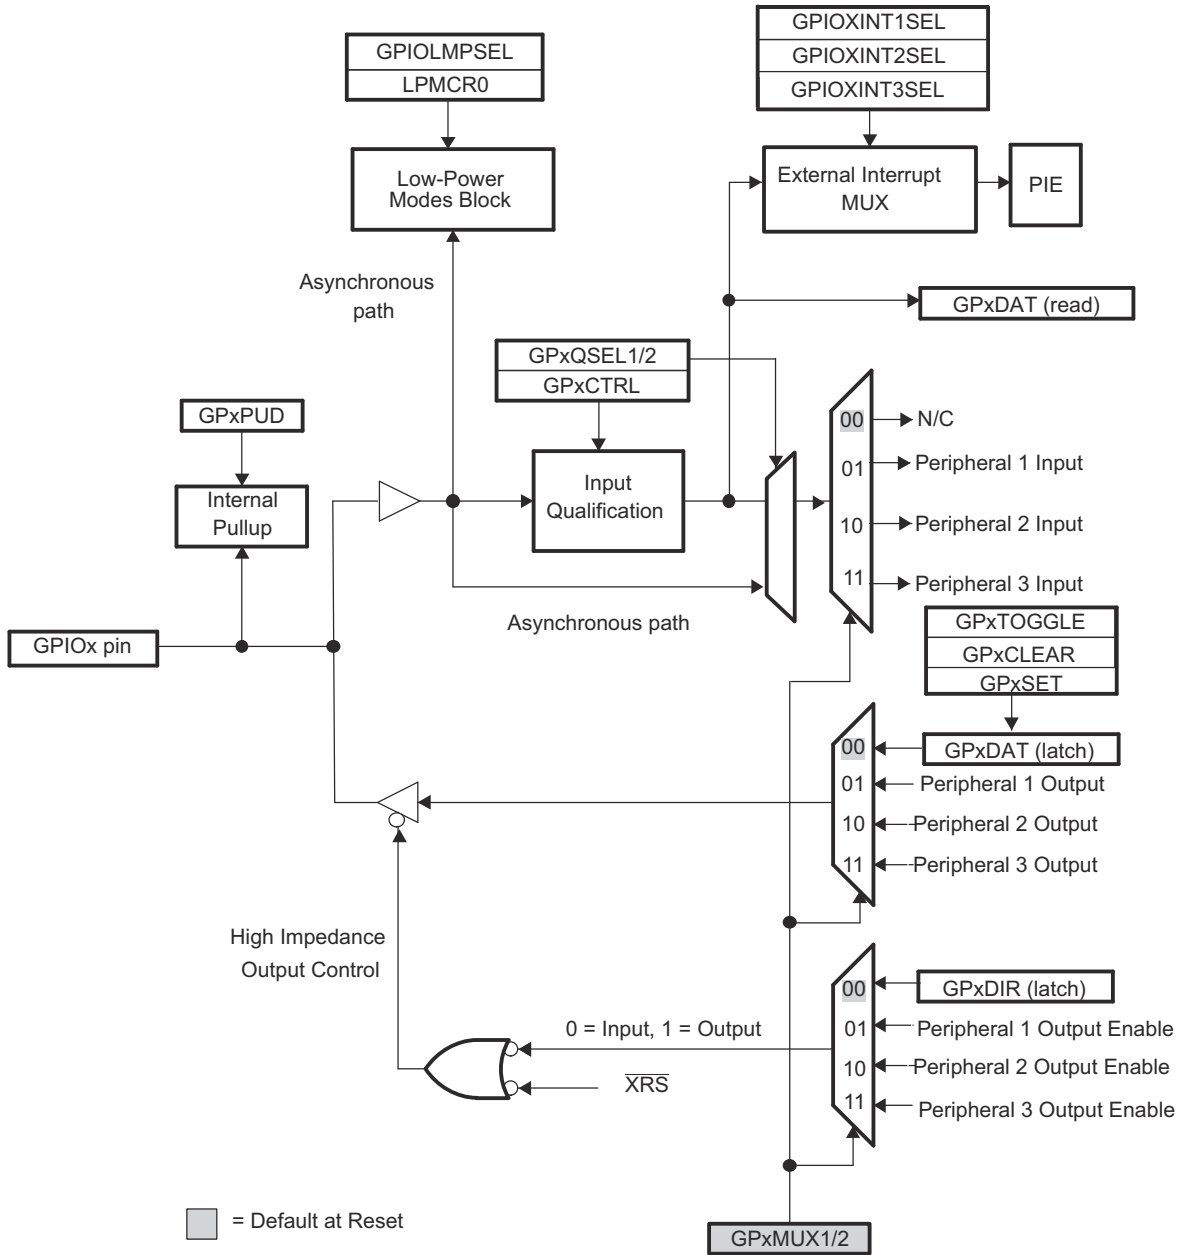 GPIOXINT1SEL
GPIOXINT2SEL
GPIOXINT3SEL
GPIOLMPSEL
LPMCR0
Low-Power
Modes Block
External Interrupt
MUX
PIE
Asynchronous
path
GPxDAT (read)
GPxQSEL1/2
GPxCTRL
GPxPUD
Internal
Pullup
Input
Qualification
00
N/C
01
Peripheral 1 Input
10
Peripheral 2 Input
11
Peripheral 3 Input
Asynchronous path
GPIOx pin
GPxTOGGLE
GPxCLEAR
GPxSET
00
GPxDAT (latch)
01
Peripheral 1 Output
10
Peripheral 2 Output
11
Peripheral 3 Output
High Impedance
Output Control
00
GPxDIR (latch)
0 = Input, 1 = Output
01
Peripheral 1 Output Enable
10
Peripheral 2 Output Enable
XRS
11
Peripheral 3 Output Enable
= Default at Reset
GPxMUX1/2